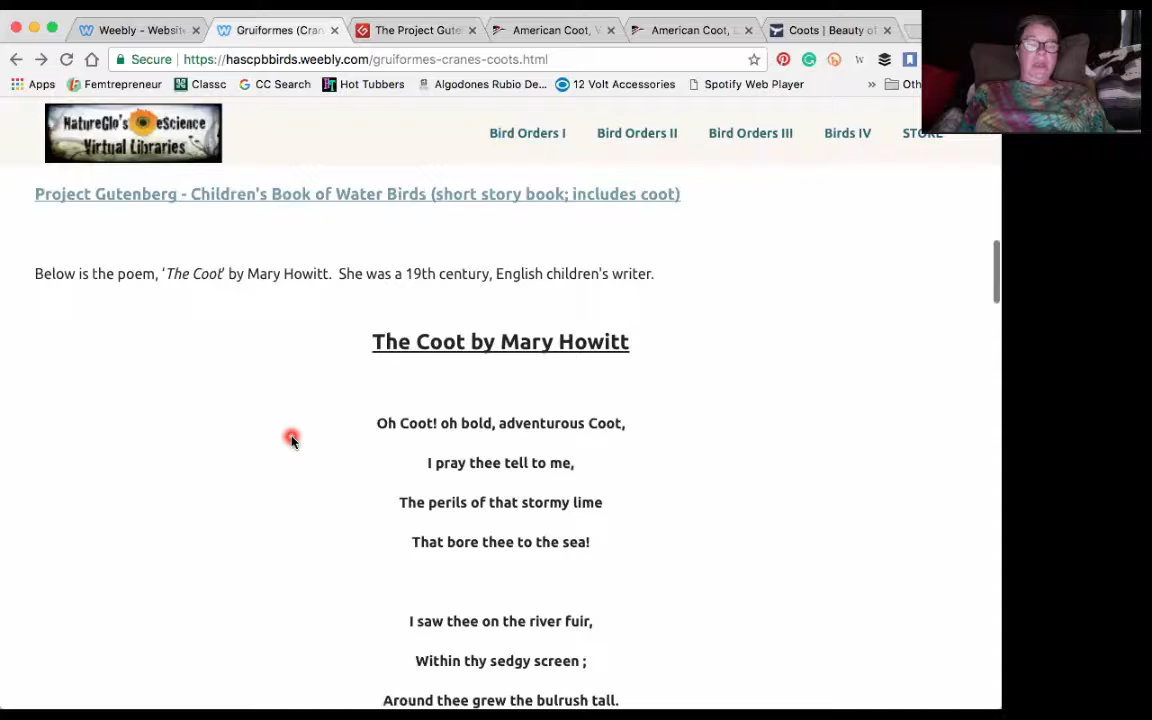 Weebly - Websit
Gruiformes (Cran
The Project Gute
American Coot, V
American Coot, L
Coots | Beauty of
Secure
https://hascpbbirds.weebly.com/gruiformes-cranes-coots.html
Apps
Femtrepreneur
Classc
CC Search
Hot Tubbers
Algodones Rubio De...
12 Volt Accessories
Spotify Web Player
»
Oth
NatureGlo's eScience
Virtual Libraries
Bird Orders I
Bird Orders II
Bird Orders III
Birds IV
STORE
Project Gutenberg - Children's Book of Water Birds (short story book; includes coot)
Below is the poem, 'The Coot' by Mary Howitt. She was a 19th century, English children's writer.
The Coot by Mary Howitt
Oh Coot! oh bold, adventurous Coot,
I pray thee tell to me,
The perils of that stormy lime
That bore thee to the sea!
I saw thee on the river fuir,
Within thy sedgy screen ;
Around thee grew the bulrush tall.